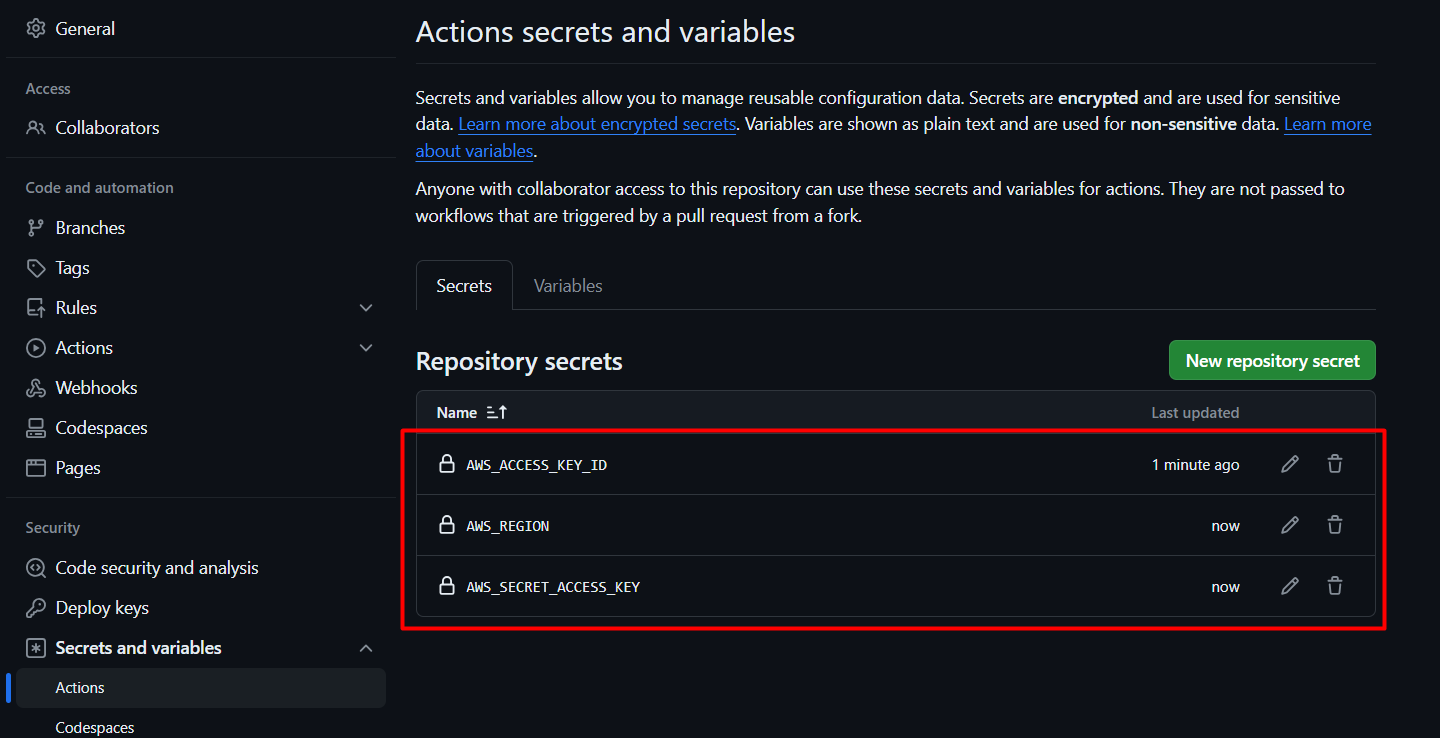 General
Access
Collaborators
Code and automation
Branches
Tags
Rules
Actions
Webhooks
Codespaces
Pages
Security
Code security and analysis
Deploy keys
Secrets and variables
Actions
Codespaces
Actions secrets and variables
Secrets and variables allow you to manage reusable configuration data. Secrets are encrypted and are used for sensitive
data. Learn more about encrypted secrets. Variables are shown as plain text and are used for non-sensitive data. Learn more
about variables.
Anyone with collaborator access to this repository can use these secrets and variables for actions. They are not passed to
workflows that are triggered by a pull request from a fork.
Secrets Variables
Repository secrets New repository secret
Name Last updated
AWS_ACCESS_KEY_ID 1 minute ago
AWS_REGION now
AWS_SECRET_ACCESS_KEY now